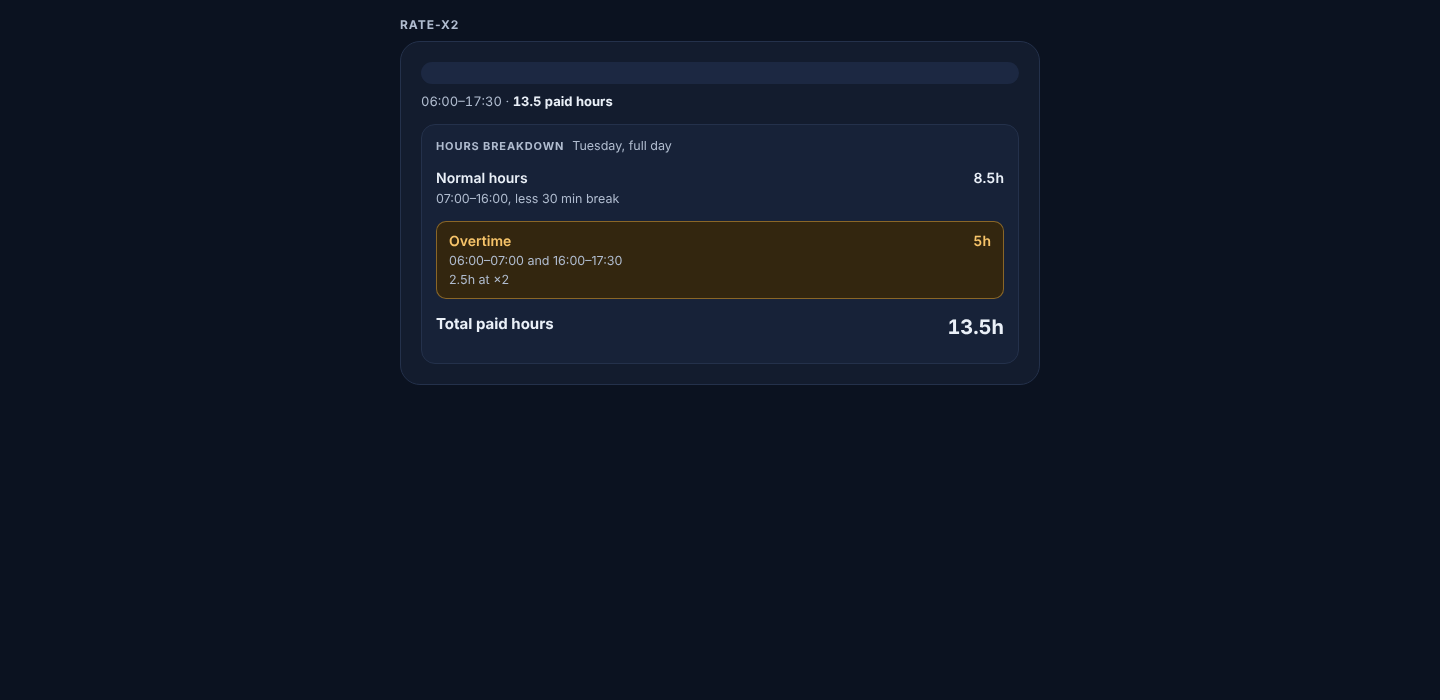 RATE-X2
06:00–17:30 · 13.5 paid hours
HOURS BREAKDOWN Tuesday, full day
Normal hours 8.5h
07:00–16:00, less 30 min break
Overtime 5h
06:00–07:00 and 16:00–17:30
2.5h at ×2
Total paid hours 13.5h